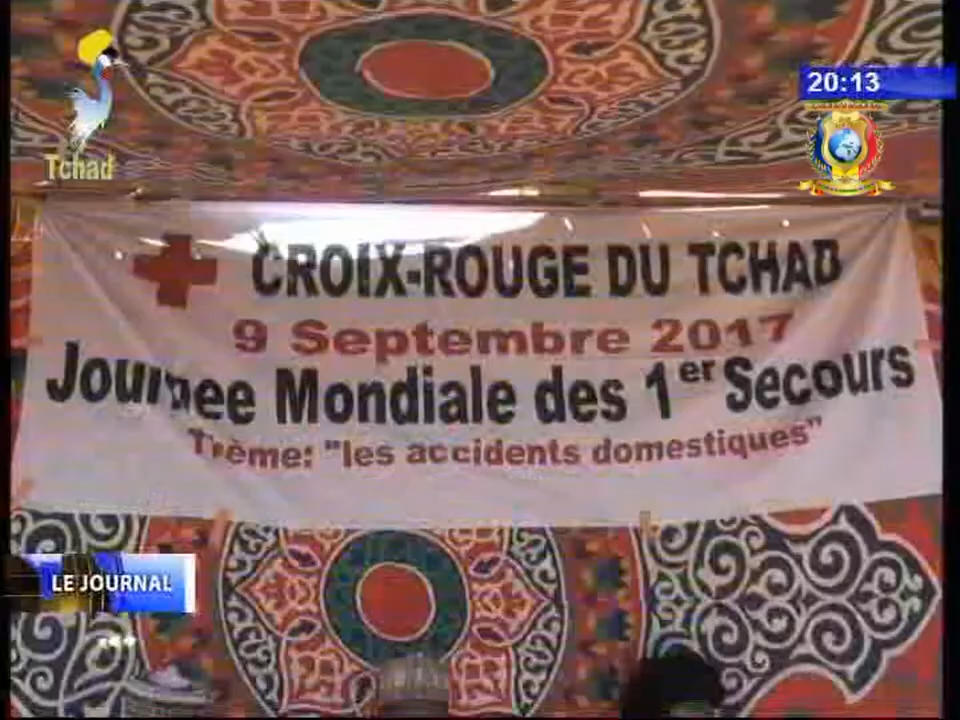 20:13
Tchad
CROIX-ROUGE DU TCHAD
9 Septembre 2017
Journee Mondiale des 1er Secours
Thème: "les accidents domestiques"
LE JOURNAL